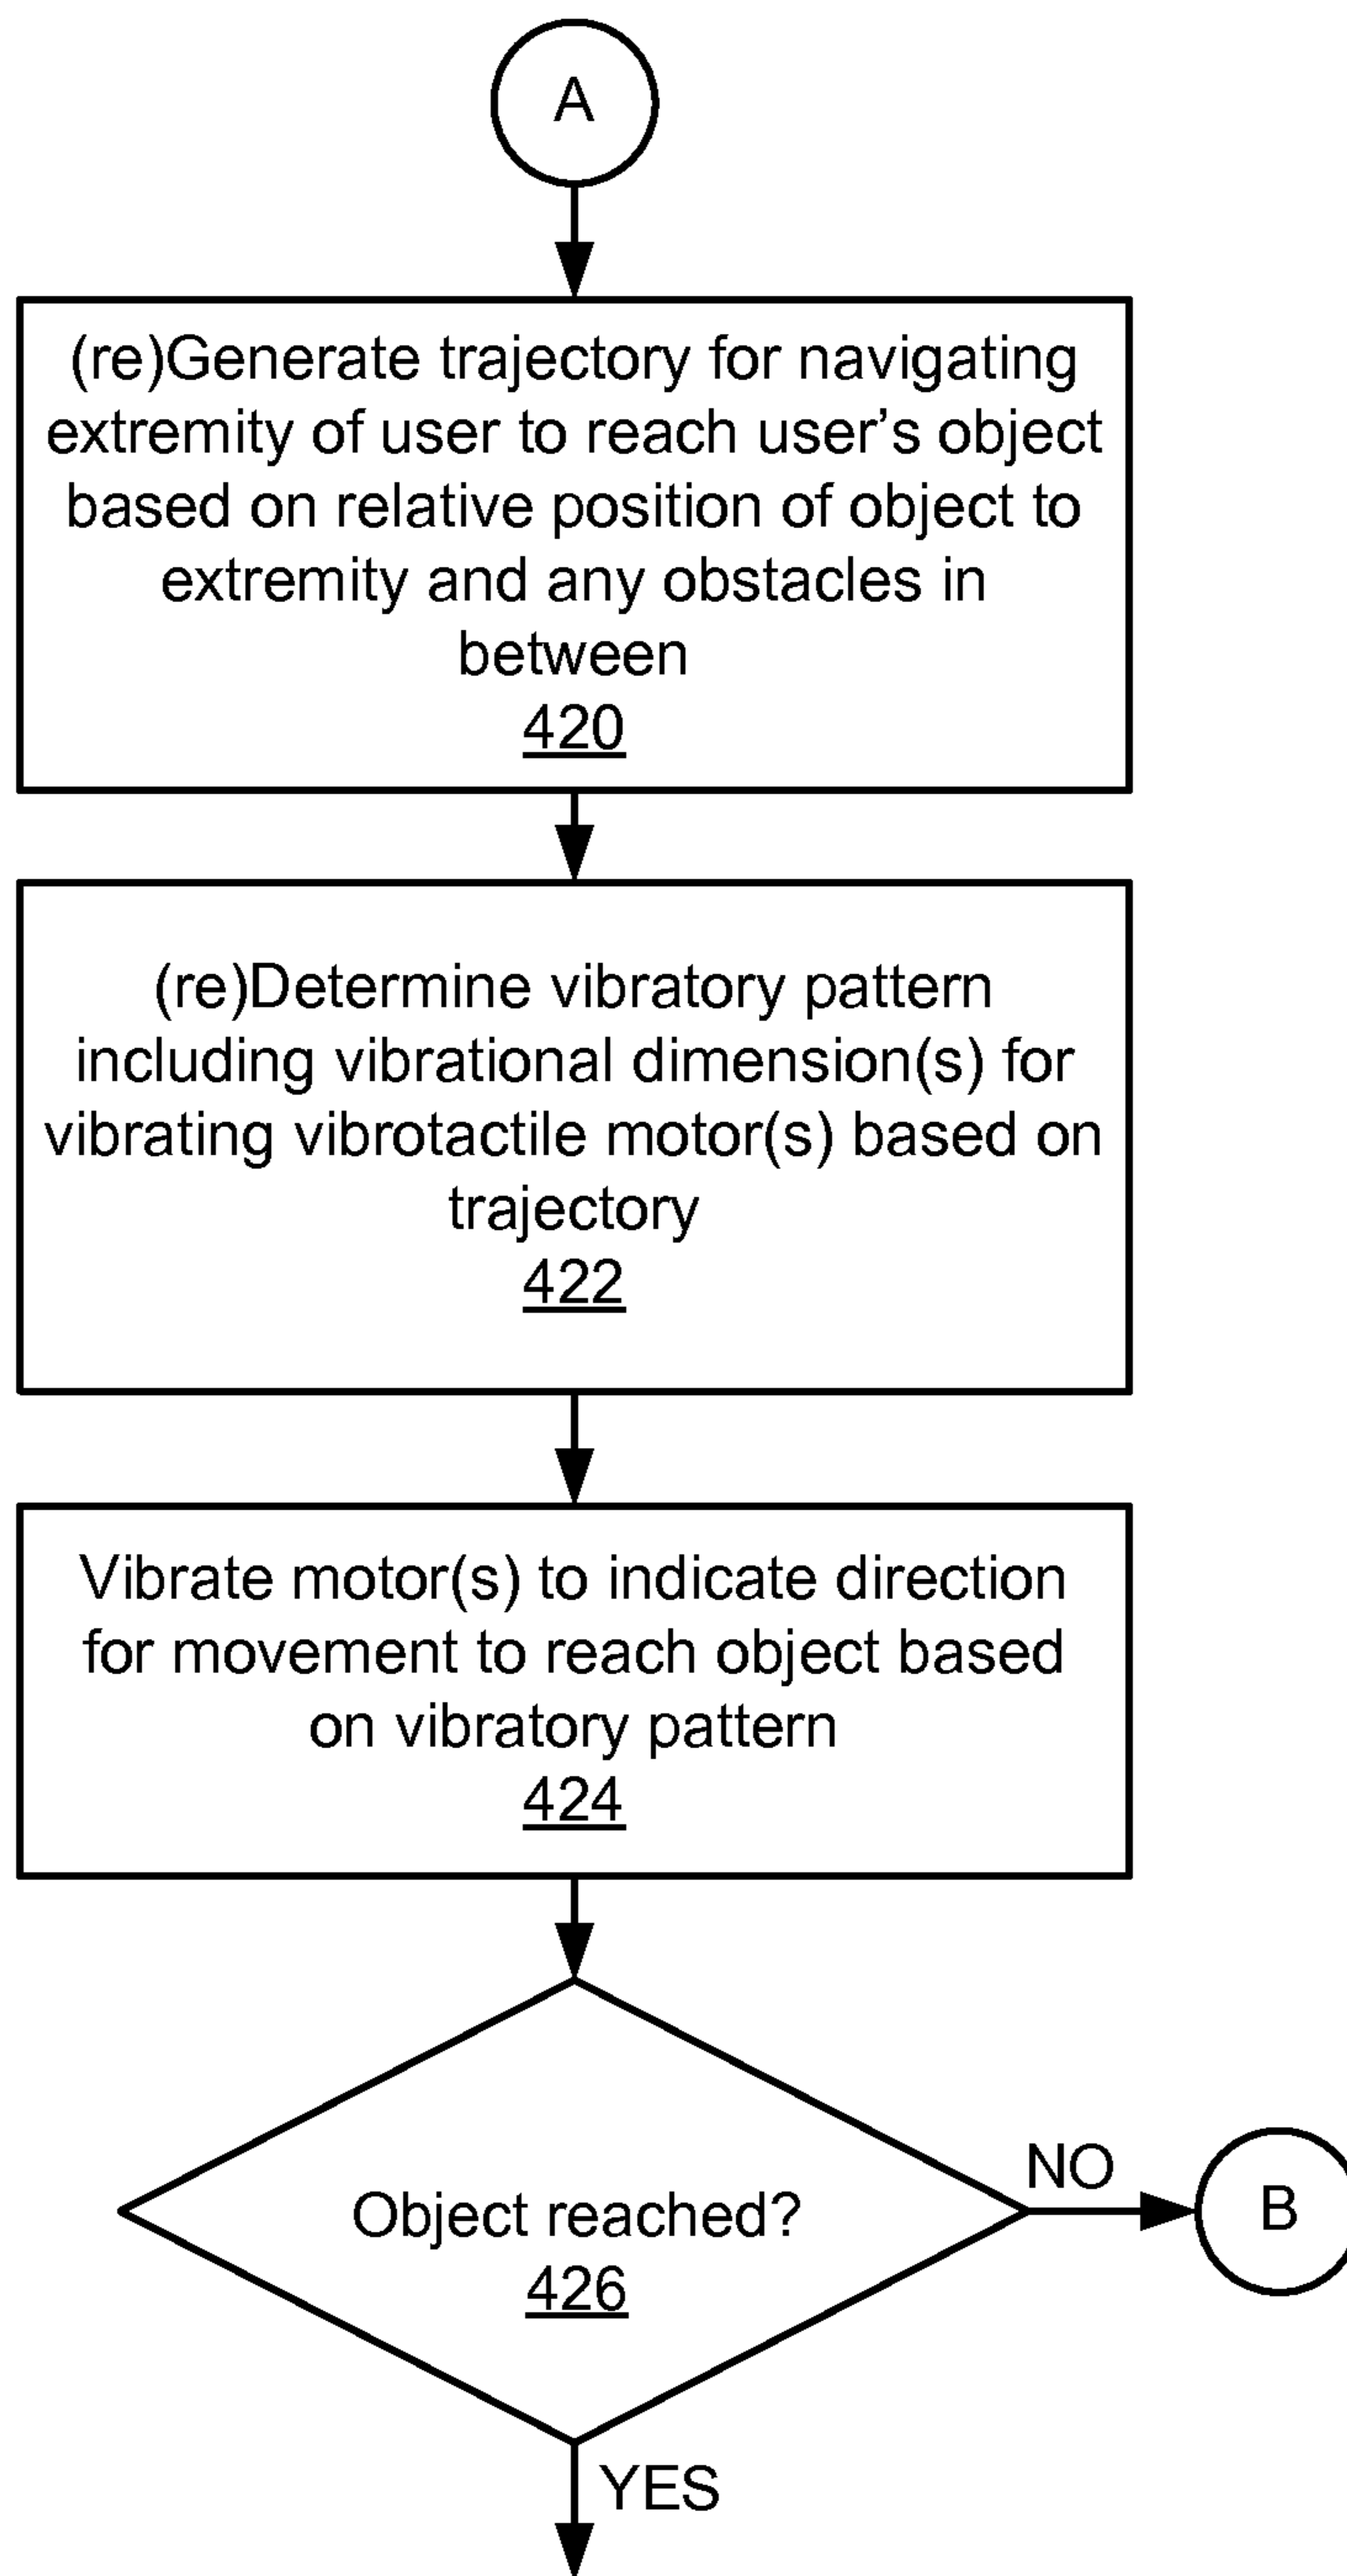 A
(re)Generate trajectory for navigating
extremity of user to reach user’s object
based on relative position of object to
extremity and any obstacles in
between
420
(re)Determine vibratory pattern
including vibrational dimension(s) for
vibrating vibrotactile motor(s) based on
trajectory
422
Vibrate motor(s) to indicate direction
for movement to reach object based
on vibratory pattern
424
NO
B
Object reached?
426
YES